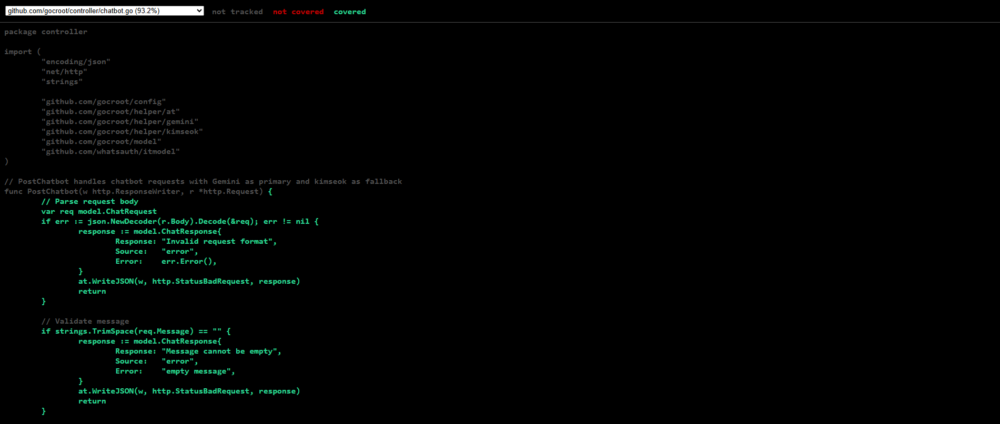 github.com/gocroot/controller/chatbot.go (93.2%) not tracked not covered covered
package controller
import (
"encoding/json"
"net/http"
"strings"
"github.com/gocroot/config"
"github.com/gocroot/helper/at"
"github.com/gocroot/helper/gemini"
"github.com/gocroot/helper/kimseok"
"github.com/gocroot/model"
"github.com/whatsauth/itmodel"
)
// PostChatbot handles chatbot requests with Gemini as primary and kimseok as fallback
func PostChatbot(w http.ResponseWriter, r *http.Request) {
// Parse request body
var req model.ChatRequest
if err := json.NewDecoder(r.Body).Decode(&req); err != nil {
response := model.ChatResponse{
Response: "Invalid request format",
Source: "error",
Error: err.Error(),
}
at.WriteJSON(w, http.StatusBadRequest, response)
return
}
// Validate message
if strings.TrimSpace(req.Message) == "" {
response := model.ChatResponse{
Response: "Message cannot be empty",
Source: "error",
Error: "empty message",
}
at.WriteJSON(w, http.StatusBadRequest, response)
return
}